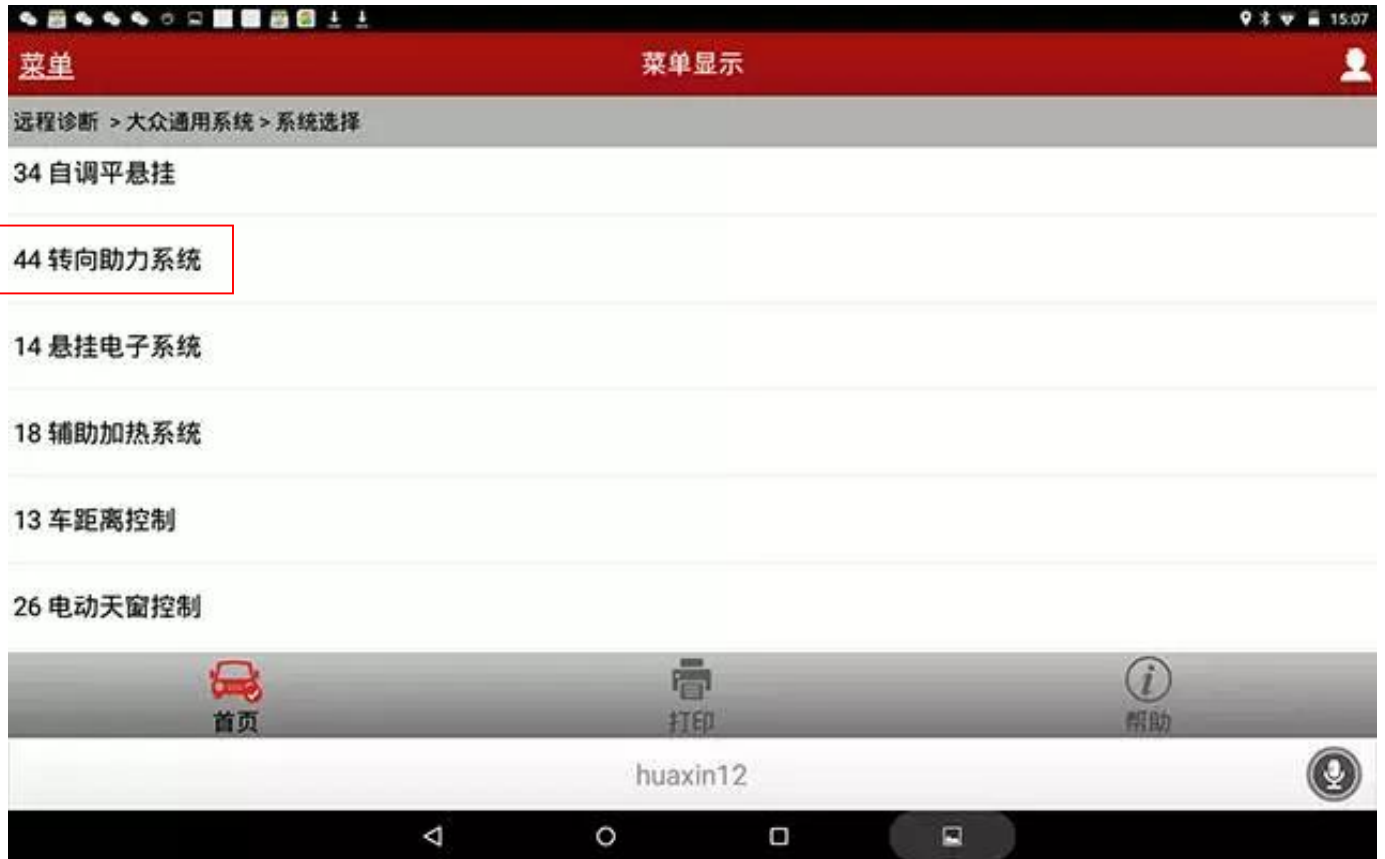 15:07
菜单 菜单显示
远程诊断 > 大众通用系统 > 系统选择
34 自调平悬挂
44 转向助力系统
14 悬挂电子系统
18 辅助加热系统
13 车距离控制
26 电动天窗控制
首页 打印 帮助
huaxin12